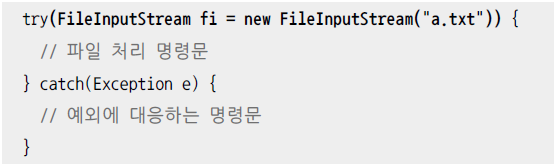 try(FileInputStream fi = new FileInputStream("a.txt")) {
// 파일 처리 명령문
} catch(Exception e) {
// 예외에 대응하는 명령문
}